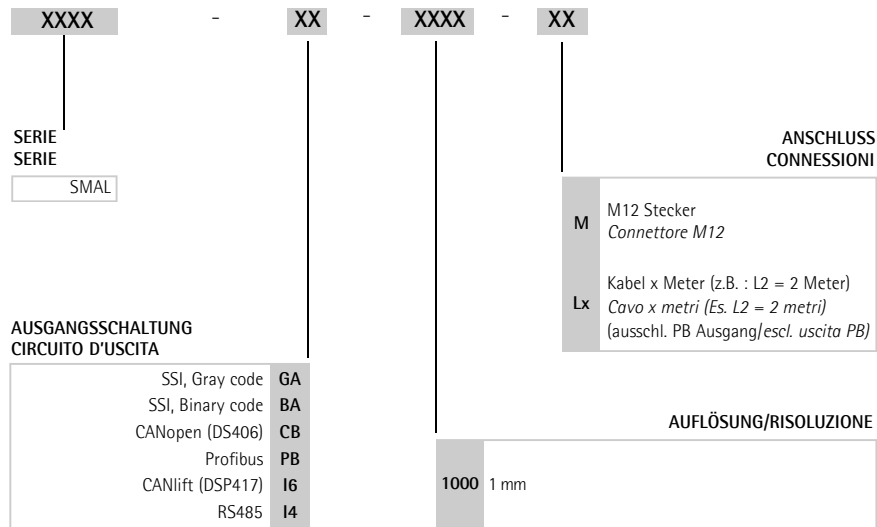 XXXX - XX - XXXX - XX
SERIE
SERIE
SMAL
ANSCHLUSS
CONNESSIONI
M M12 Stecker
Connettore M12
Lx Kabel x Meter (z.B. : L2 = 2 Meter)
Cavo x metri (Es. L2 = 2 metri)
(ausschl. PB Ausgang/escl. uscita PB)
AUSGANGSSCHALTUNG
CIRCUITO D'USCITA
SSI, Gray code GA
SSI, Binary code BA
CANopen (DS406) CB
Profibus PB
CANlift (DSP417) I6
RS485 I4
AUFLÖSUNG/RISOLUZIONE
1000 1 mm